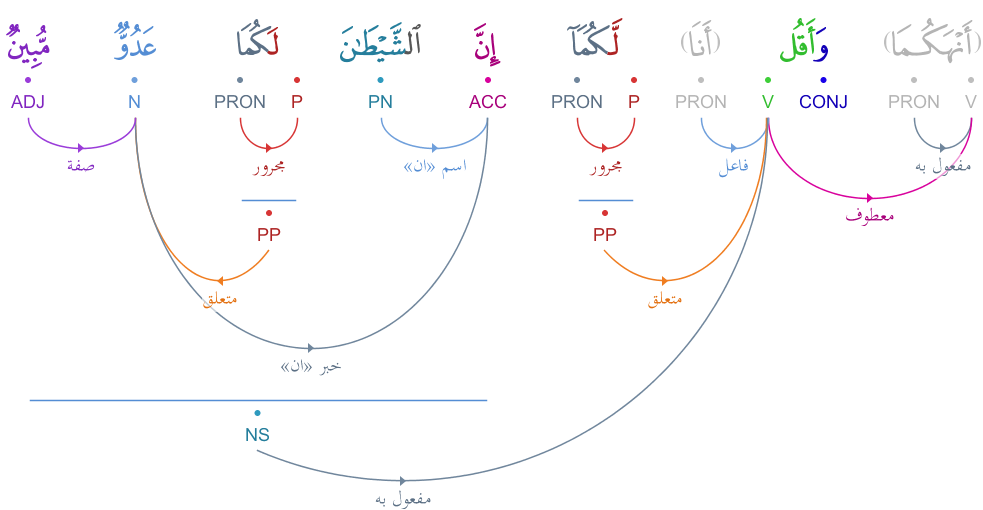 (أَنْهَكُمَا) وَأَقُل (أَنَا) لَّكُمَآ إِنَّ ٱلشَّيْطَٰنَ لَكُمَا عَدُوٌّ مُّبِينٌ
V PRON CONJ V PRON P PRON ACC PN P PRON N ADJ
مفعول به فاعل مجرور اسم «ان» مجرور صفة
معطوف
PP PP
متعلق متعلق
خبر «ان»
NS
مفعول به